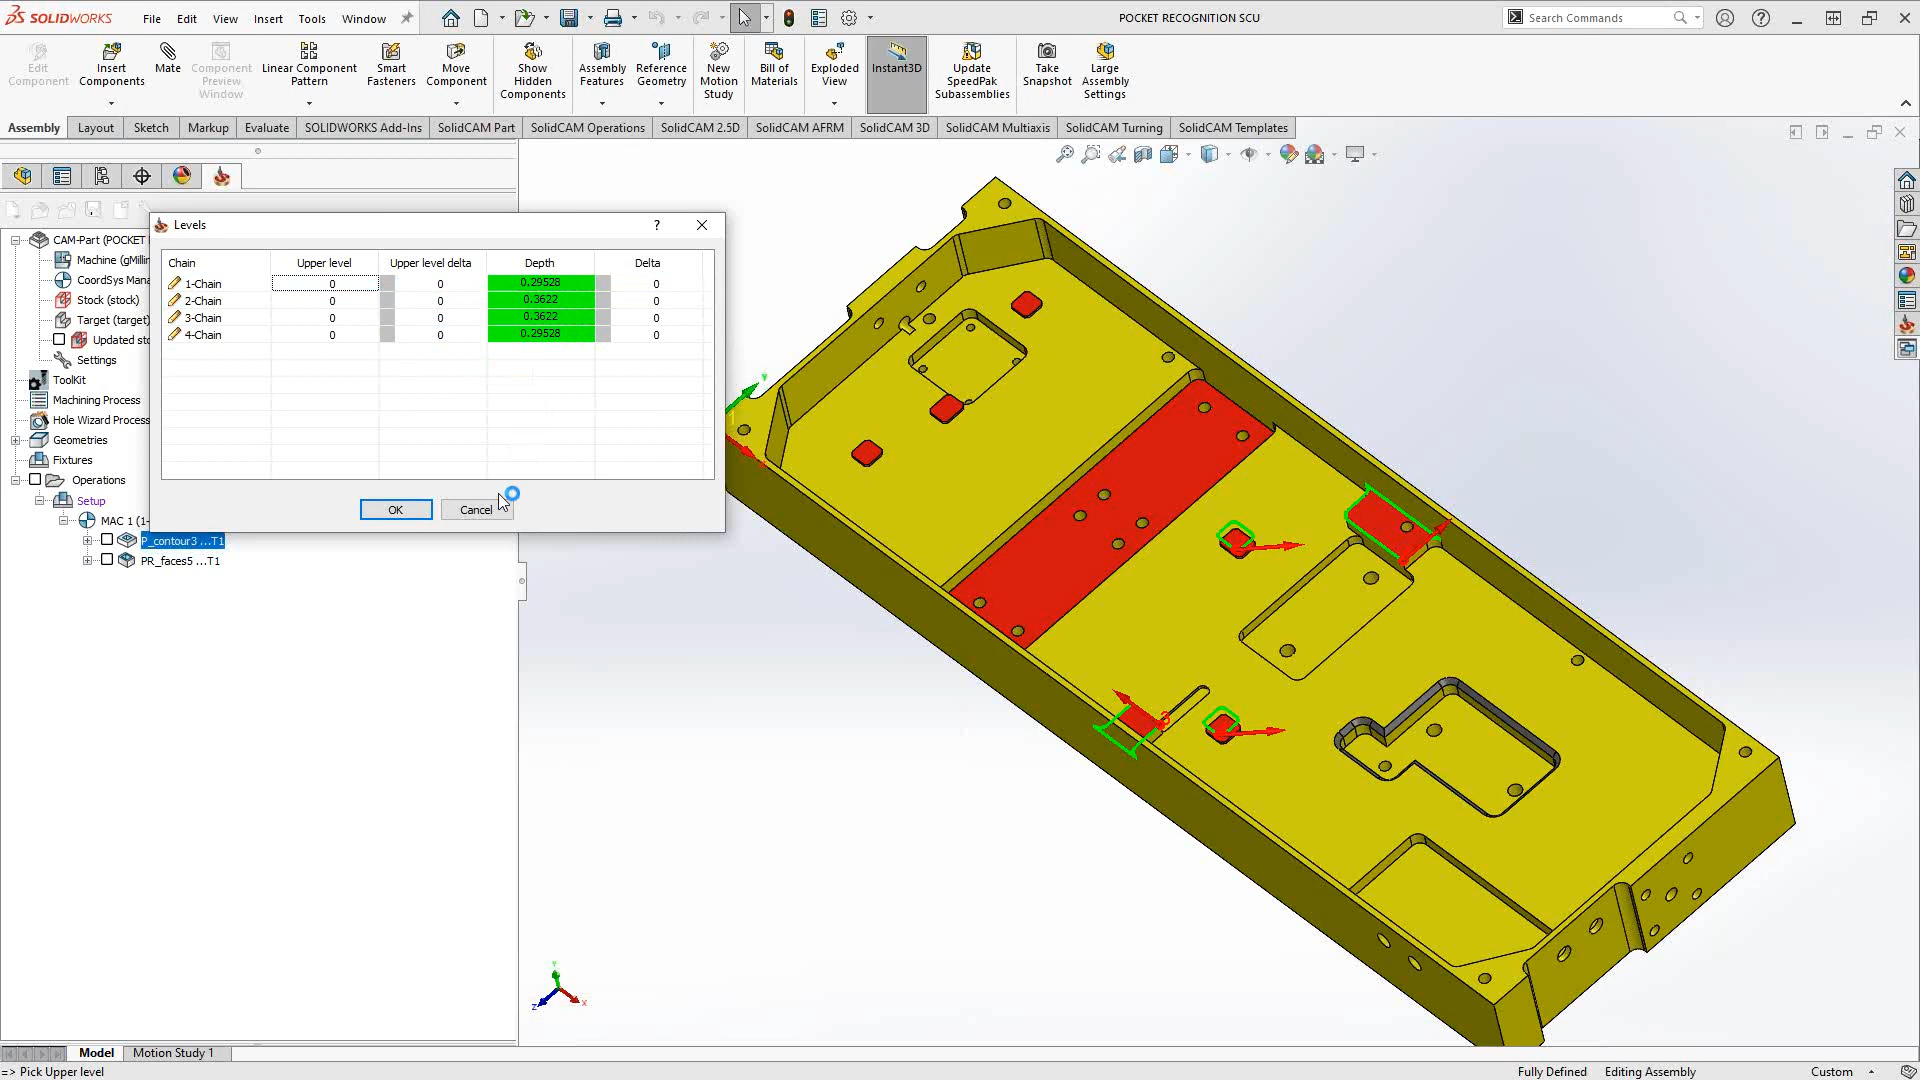 SOLIDWORKS File Edit View Insert Tools Window POCKET RECOGNITION SCU Search Commands
Edit Component
Insert Components
Mate
Component Preview Window
Linear Component Pattern
Smart Fasteners
Move Component
Show Hidden Components
Assembly Features
Reference Geometry
New Motion Study
Bill of Materials
Exploded View
Instant3D
Update SpeedPak Subassemblies
Take Snapshot
Large Assembly Settings
Assembly Layout Sketch Markup Evaluate SOLIDWORKS Add-Ins SolidCAM Part SolidCAM Operations SolidCAM 2.5D SolidCAM AFRM SolidCAM 3D SolidCAM Multiaxis SolidCAM Turning SolidCAM Templates
Levels ?
Chain Upper level Upper level delta Depth Delta
1-Chain 0 0 0.29528 0
2-Chain 0 0 0.3622 0
3-Chain 0 0 0.3622 0
4-Chain 0 0 0.29528 0
OK Cancel
CAM-Part (POCKET
Machine (gMillin
CoordSys Mana
Stock (stock)
Target (target)
Updated sto
Settings
ToolKit
Machining Process
Hole Wizard Process
Geometries
Fixtures
Operations
Setup
MAC 1 (1-
P_contour3 ...T1
PR_faces5 ...T1
Y
1
X
3
Y
Z
X
Model Motion Study 1
=> Pick Upper level Fully Defined Editing Assembly Custom